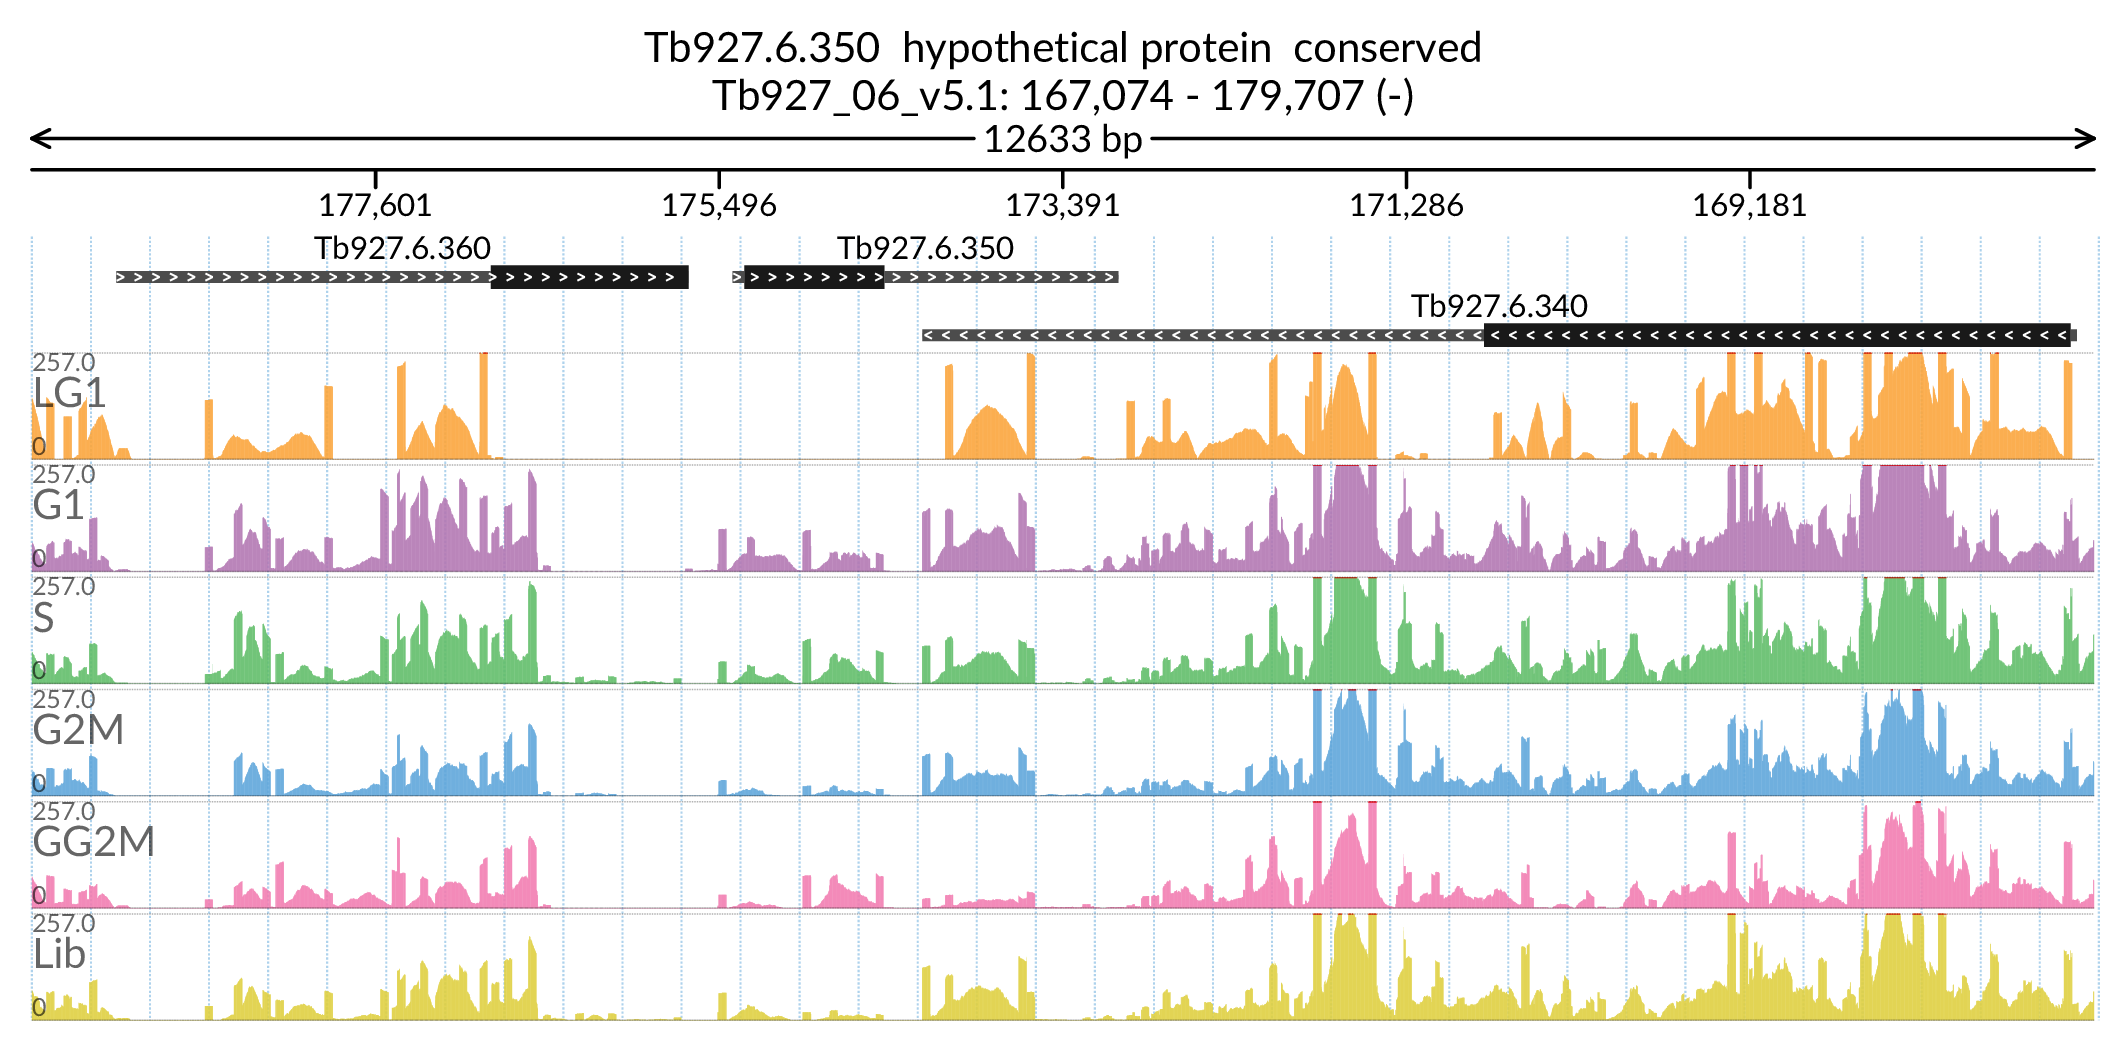 Tb927.6.350  hypothetical protein  conserved
Tb927_06_v5.1: 167,074 - 179,707 (-)
12633 bp
177,601 175,496 173,391 171,286 169,181
Tb927.6.360 Tb927.6.350
Tb927.6.340
257.0
LG1
0
257.0
G1
0
257.0
S
0
257.0
G2M
0
257.0
GG2M
0
257.0
Lib
0